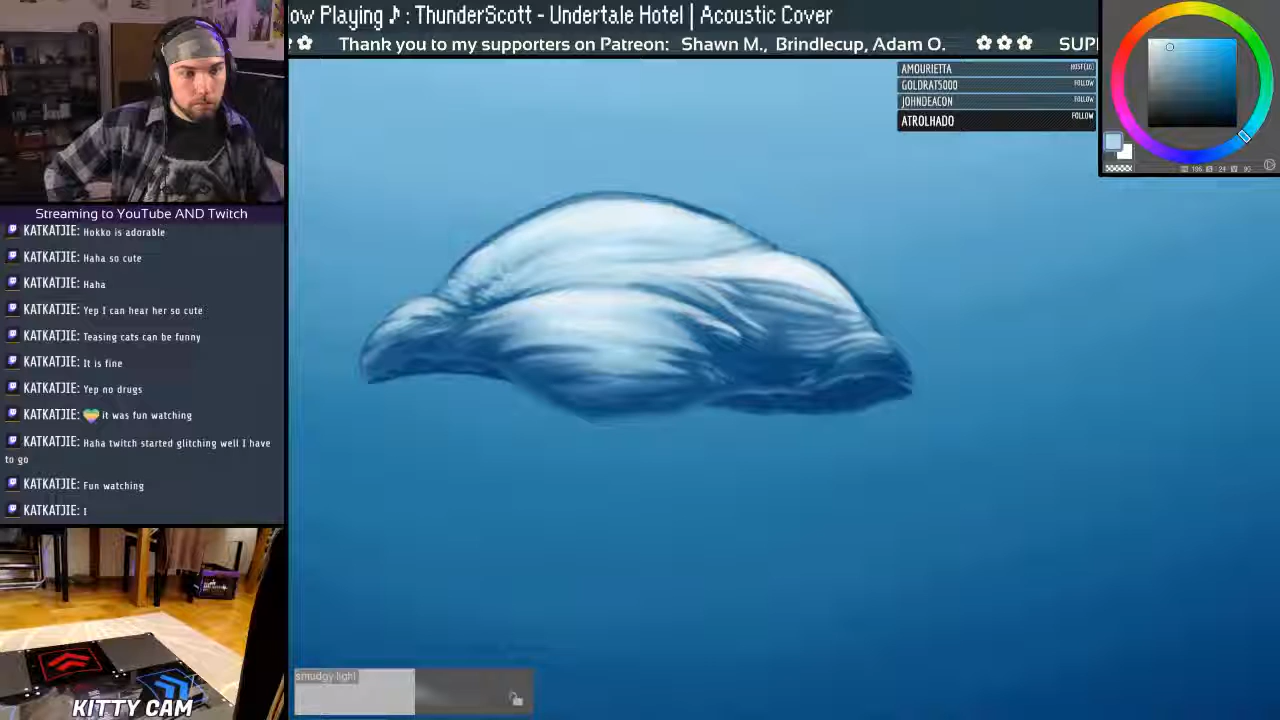 ow Playing ♪ : ThunderScott - Undertale Hotel | Acoustic Cover
Thank you to my supporters on Patreon: Shawn M., Brindlecup, Adam O. ✿ ✿ ✿ SUP
AMOURIETTA
GOLDRAT5000 FOLLOW
JOHNDEACON FOLLOW
ATROLHADO FOLLOW
Streaming to YouTube AND Twitch
KATKATJIE: Hokko is adorable
KATKATJIE: Haha so cute
KATKATJIE: Haha
KATKATJIE: Yep I can hear her so cute
KATKATJIE: Teasing cats can be funny
KATKATJIE: It is fine
KATKATJIE: Yep no drugs
KATKATJIE: it was fun watching
KATKATJIE: Haha twitch started glitching well I have
to go
KATKATJIE: Fun watching
KATKATJIE: I
smudgy light
KITTY CAM